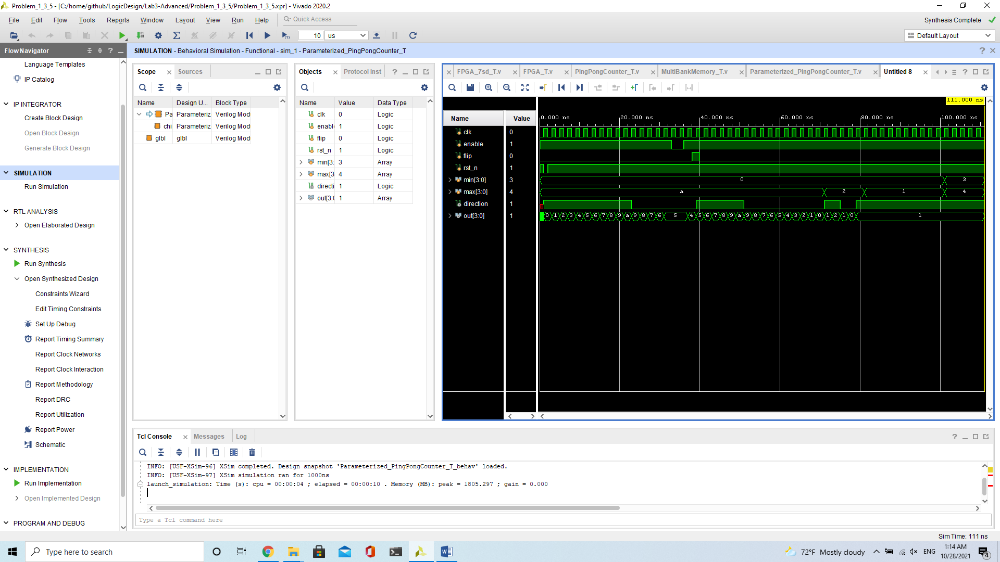 Problem_1_3_5 - [C:/home/github/LogicDesign/Lab3-Advanced/Problem_1_3_5/Problem_1_3_5.xpr] - Vivado 2020.2
File Edit Flow Tools Reports Window Layout View Run Help Quick Access
Synthesis Complete
10 us
Default Layout
Flow Navigator
Language Templates
IP Catalog
IP INTEGRATOR
Create Block Design
Open Block Design
Generate Block Design
SIMULATION
Run Simulation
RTL ANALYSIS
Open Elaborated Design
SYNTHESIS
Run Synthesis
Open Synthesized Design
Constraints Wizard
Edit Timing Constraints
Set Up Debug
Report Timing Summary
Report Clock Networks
Report Clock Interaction
Report Methodology
Report DRC
Report Utilization
Report Power
Schematic
IMPLEMENTATION
Run Implementation
Open Implemented Design
PROGRAM AND DEBUG
SIMULATION - Behavioral Simulation - Functional - sim_1 - Parameterized_PingPongCounter_T
Scope Sources
Name Design U... Block Type
Pa Parameteriz Verilog Mod
chi Parameteriz Verilog Mod
glbl glbl Verilog Mod
Objects Protocol Inst
Name Value Data Type
clk 0 Logic
enabl 1 Logic
flip 0 Logic
rst_n 1 Logic
min[3: 3 Array
max[3 4 Array
directi 1 Logic
out[3:0 1 Array
FPGA_7sd_T.v FPGA_T.v PingPongCounter_T.v MultiBankMemory_T.v Parameterized_PingPongCounter_T.v Untitled 8
111.000 ns
Name Value
0.000 ns 20.000 ns 40.000 ns 60.000 ns 80.000 ns 100.000 ns
clk 0
enable 1
flip 0
rst_n 1
min[3:0] 3 0 3
max[3:0] 4 a 2 1 4
direction 1
out[3:0] 1 0 1 2 3 4 5 6 7 8 9 a 9 8 7 6 5 4 5 6 7 8 9 a 9 8 7 6 5 4 3 2 1 0 1 2 1 0 1
Tcl Console Messages Log
INFO: [USF-XSim-96] XSim completed. Design snapshot 'Parameterized_PingPongCounter_T_behav' loaded.
INFO: [USF-XSim-97] XSim simulation ran for 1000ns
launch_simulation: Time (s): cpu = 00:00:04 ; elapsed = 00:00:10 . Memory (MB): peak = 1805.297 ; gain = 0.000
Type a Tcl command here
Sim Time: 111 ns
Type here to search
72°F Mostly cloudy
ENG
1:14 AM
10/28/2021
4